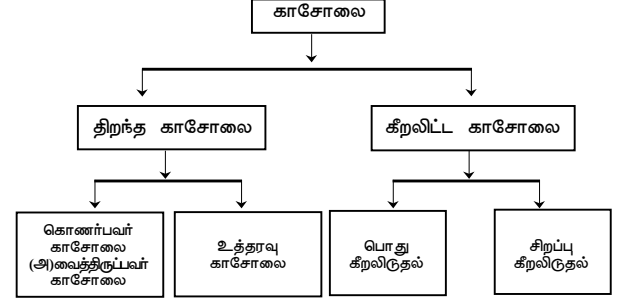 காசோலை
திறந்த காசோலை
கீறலிட்ட காசோலை
கொணர்பவர்
காசோலை
(அ)வைத்திருப்பவர்
காசோலை
உத்தரவு
காசோலை
பொது
கீறலிடுதல்
சிறப்பு
கீறலிடுதல்